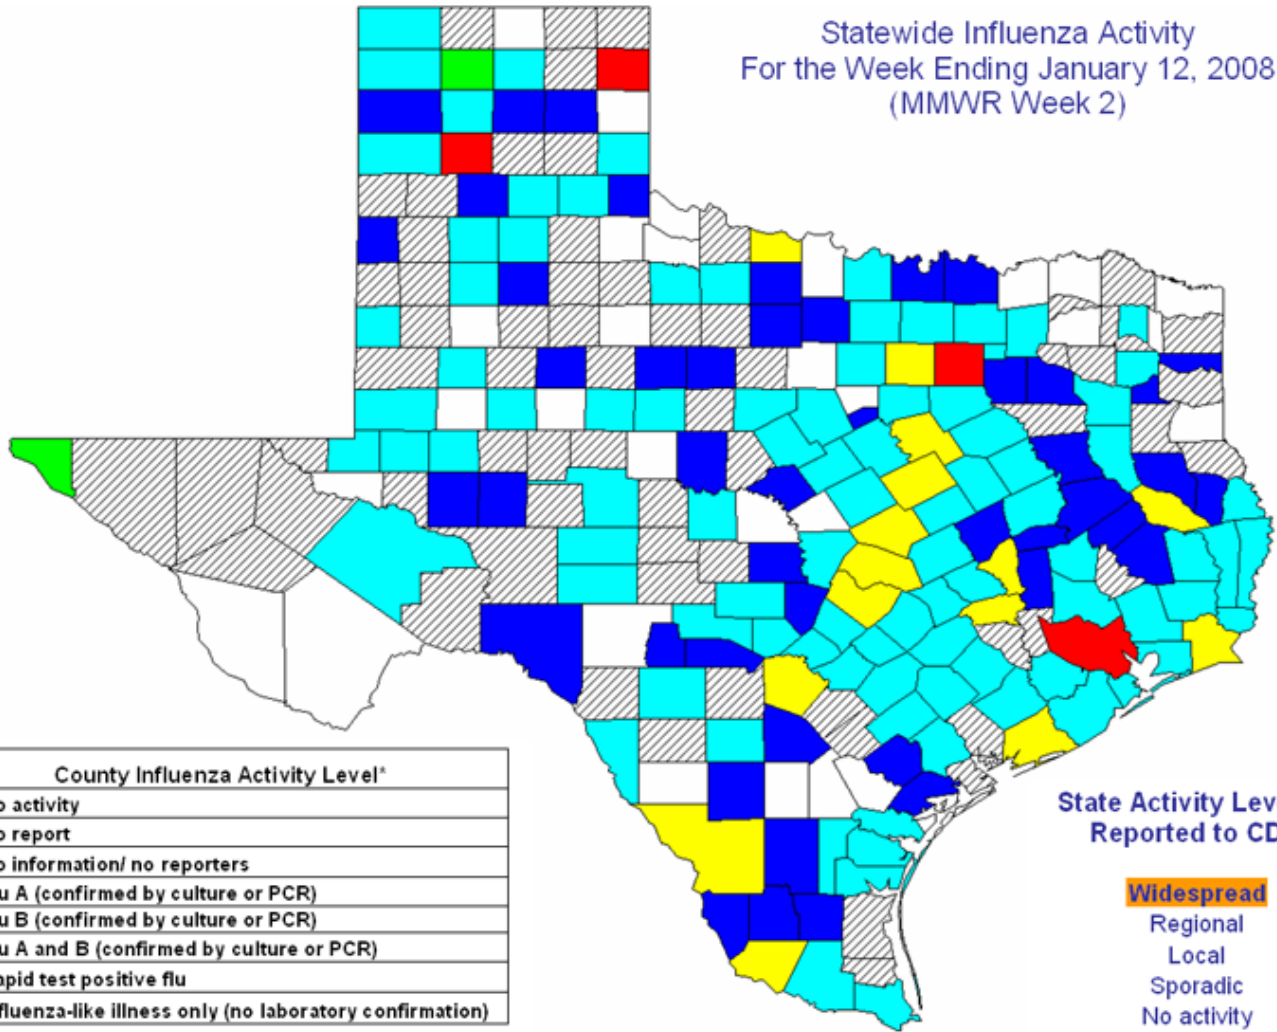 Statewide Influenza Activity
For the Week Ending January 12, 2008
(MMWR Week 2)
County Influenza Activity Level*
o activity
o report
o information/ no reporters
u A (confirmed by culture or PCR)
u B (confirmed by culture or PCR)
u A and B (confirmed by culture or PCR)
apid test positive flu
fluenza-like illness only (no laboratory confirmation)
State Activity Lev
Reported to CD
Widespread
Regional
Local
Sporadic
No activity